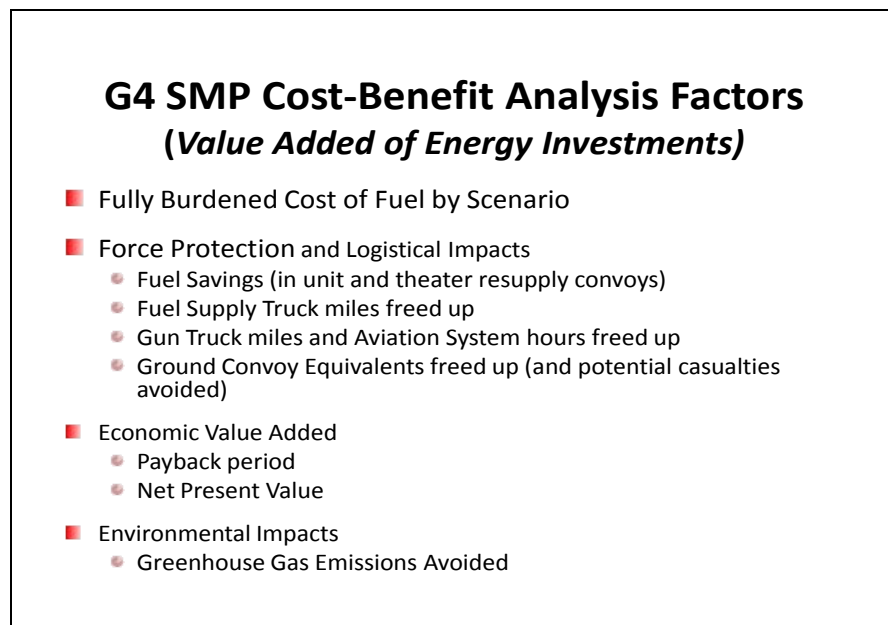 G4 SMP Cost-Benefit Analysis Factors
(Value Added of Energy Investments)
Fully Burdened Cost of Fuel by Scenario
Force Protection and Logistical Impacts
Fuel Savings (in unit and theater resupply convoys)
Fuel Supply Truck miles freed up
Gun Truck miles and Aviation System hours freed up
Ground Convoy Equivalents freed up (and potential casualties
avoided)
Economic Value Added
Payback period
Net Present Value
Environmental Impacts
Greenhouse Gas Emissions Avoided